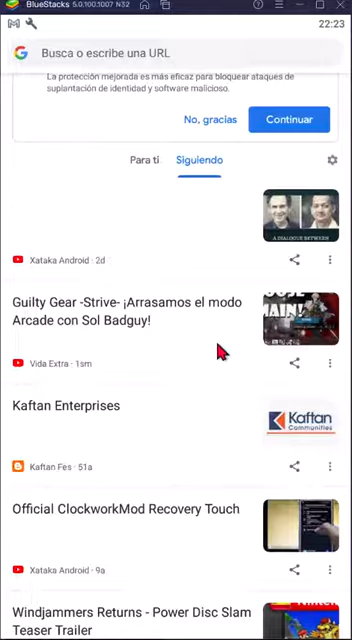 BlueStacks 5.0.100.1007 N32
22:23
Busca o escribe una URL
La protección mejorada es más eficaz para bloquear ataques de
suplantación de identidad y software malicioso.
No, gracias
Continuar
Para ti
Siguiendo
A DIALOGUE BETWEEN
Xataka Android · 2d
Guilty Gear -Strive- ¡Arrasamos el modo
Arcade con Sol Badguy!
MAIN!
Vida Extra · 1sm
Kaftan Enterprises
Kaftan
Communities
Kaftan Fes · 51a
Official ClockworkMod Recovery Touch
Xataka Android · 9a
Windjammers Returns - Power Disc Slam
Teaser Trailer